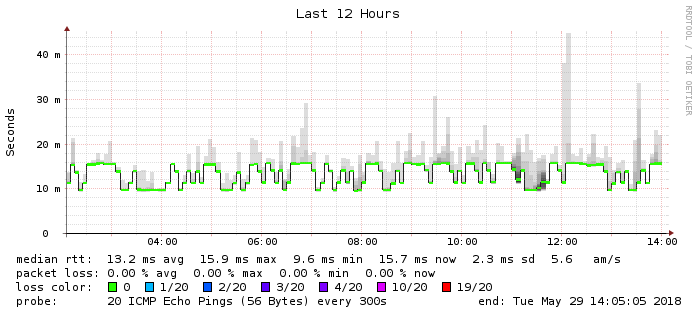 Last 12 Hours
RRDTOOL / TOBI OETIKER
Seconds
40 m
30 m
20 m
10 m
0
04:00 06:00 08:00 10:00 12:00 14:00
median rtt: 13.2 ms avg 15.9 ms max 9.6 ms min 15.7 ms now 2.3 ms sd 5.6 am/s
packet loss: 0.00 % avg 0.00 % max 0.00 % min 0.00 % now
loss color: 0 1/20 2/20 3/20 4/20 10/20 19/20
probe: 20 ICMP Echo Pings (56 Bytes) every 300s end: Tue May 29 14:05:05 2018